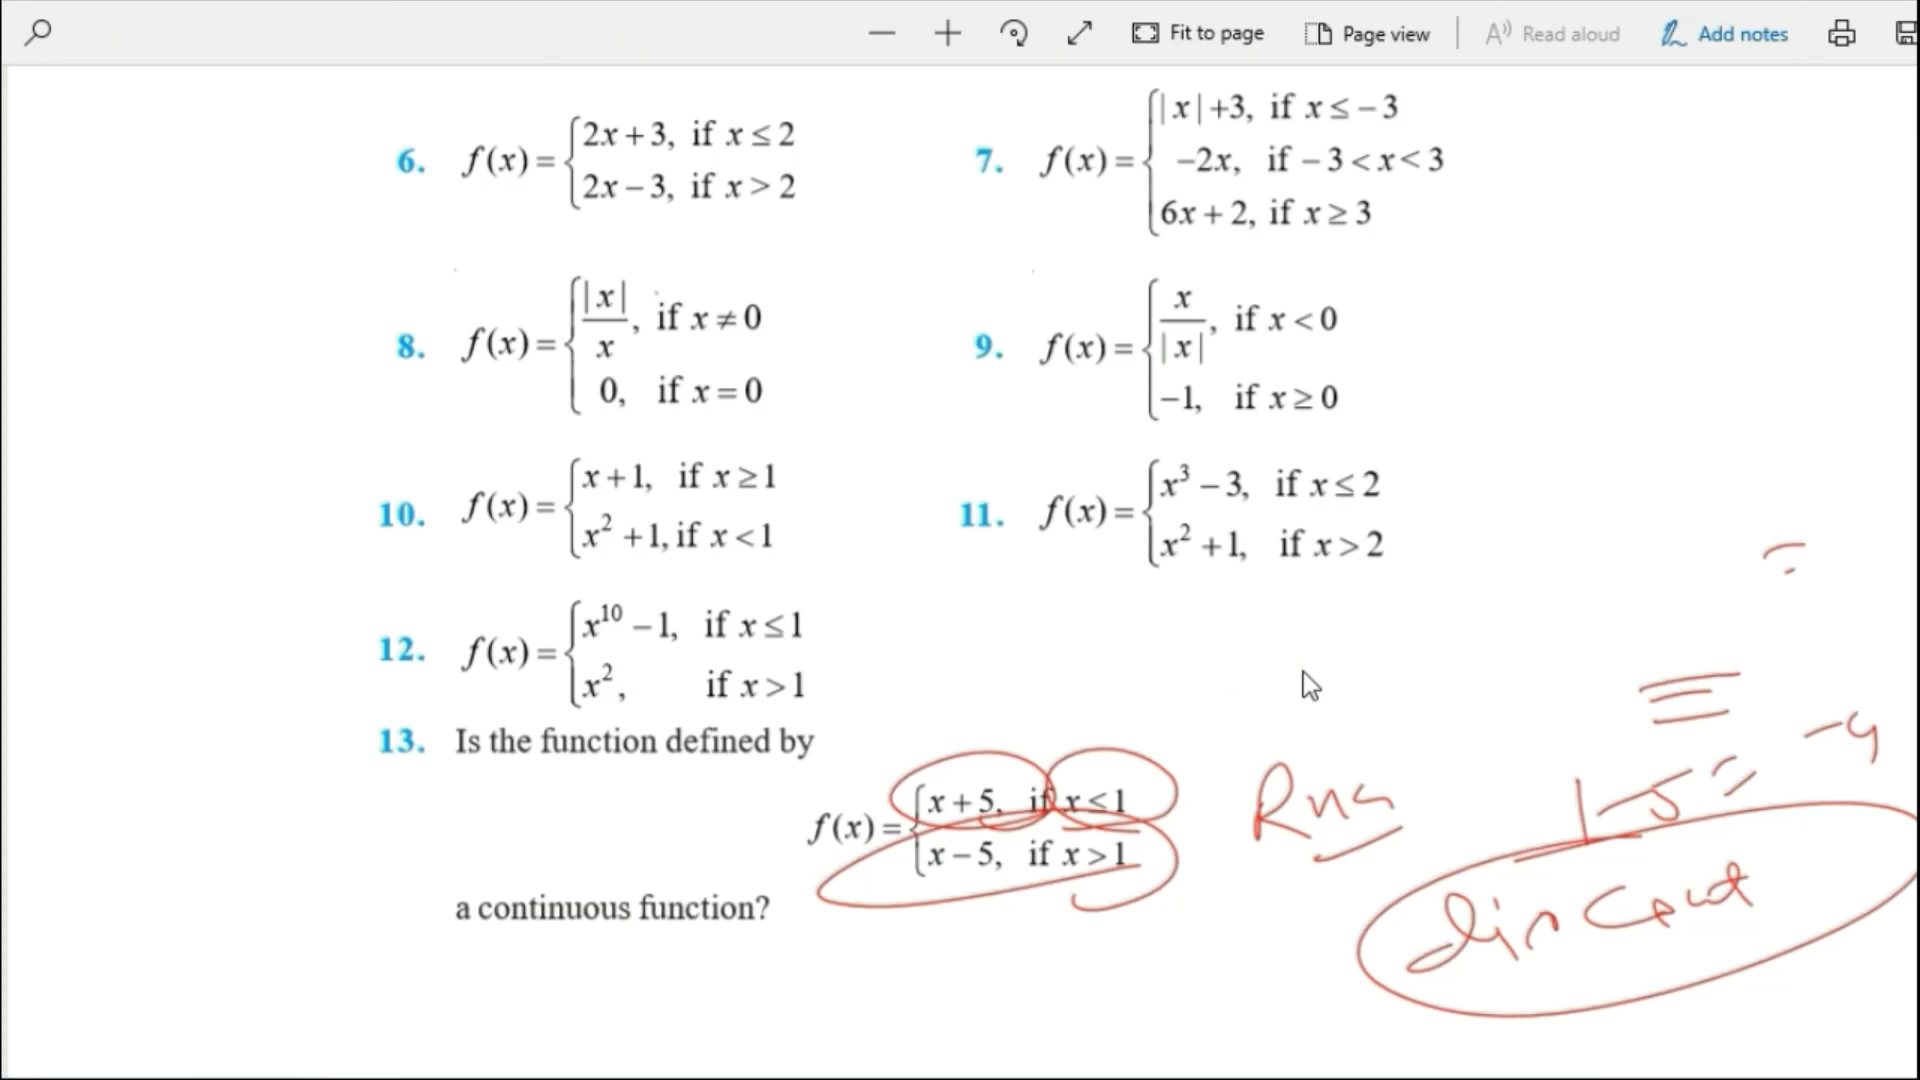 Fit to page Page view Read aloud Add notes
6. f(x) = {2x + 3, if x ≤ 2
2x − 3, if x > 2
7. f(x) = {|x| +3, if x ≤ −3
−2x, if −3 < x < 3
6x + 2, if x ≥ 3
8. f(x) = {|x|/x, if x ≠ 0
0, if x = 0
9. f(x) = {x/|x|, if x < 0
−1, if x ≥ 0
10. f(x) = {x + 1, if x ≥ 1
x² + 1, if x < 1
11. f(x) = {x³ − 3, if x ≤ 2
x² + 1, if x > 2
12. f(x) = {x¹⁰ − 1, if x ≤ 1
x², if x > 1
13. Is the function defined by
f(x) = {x + 5, if x ≤ 1
x − 5, if x > 1
a continuous function?
1-5 = -4